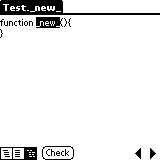 Test._new_
function _new_(){
}
Check